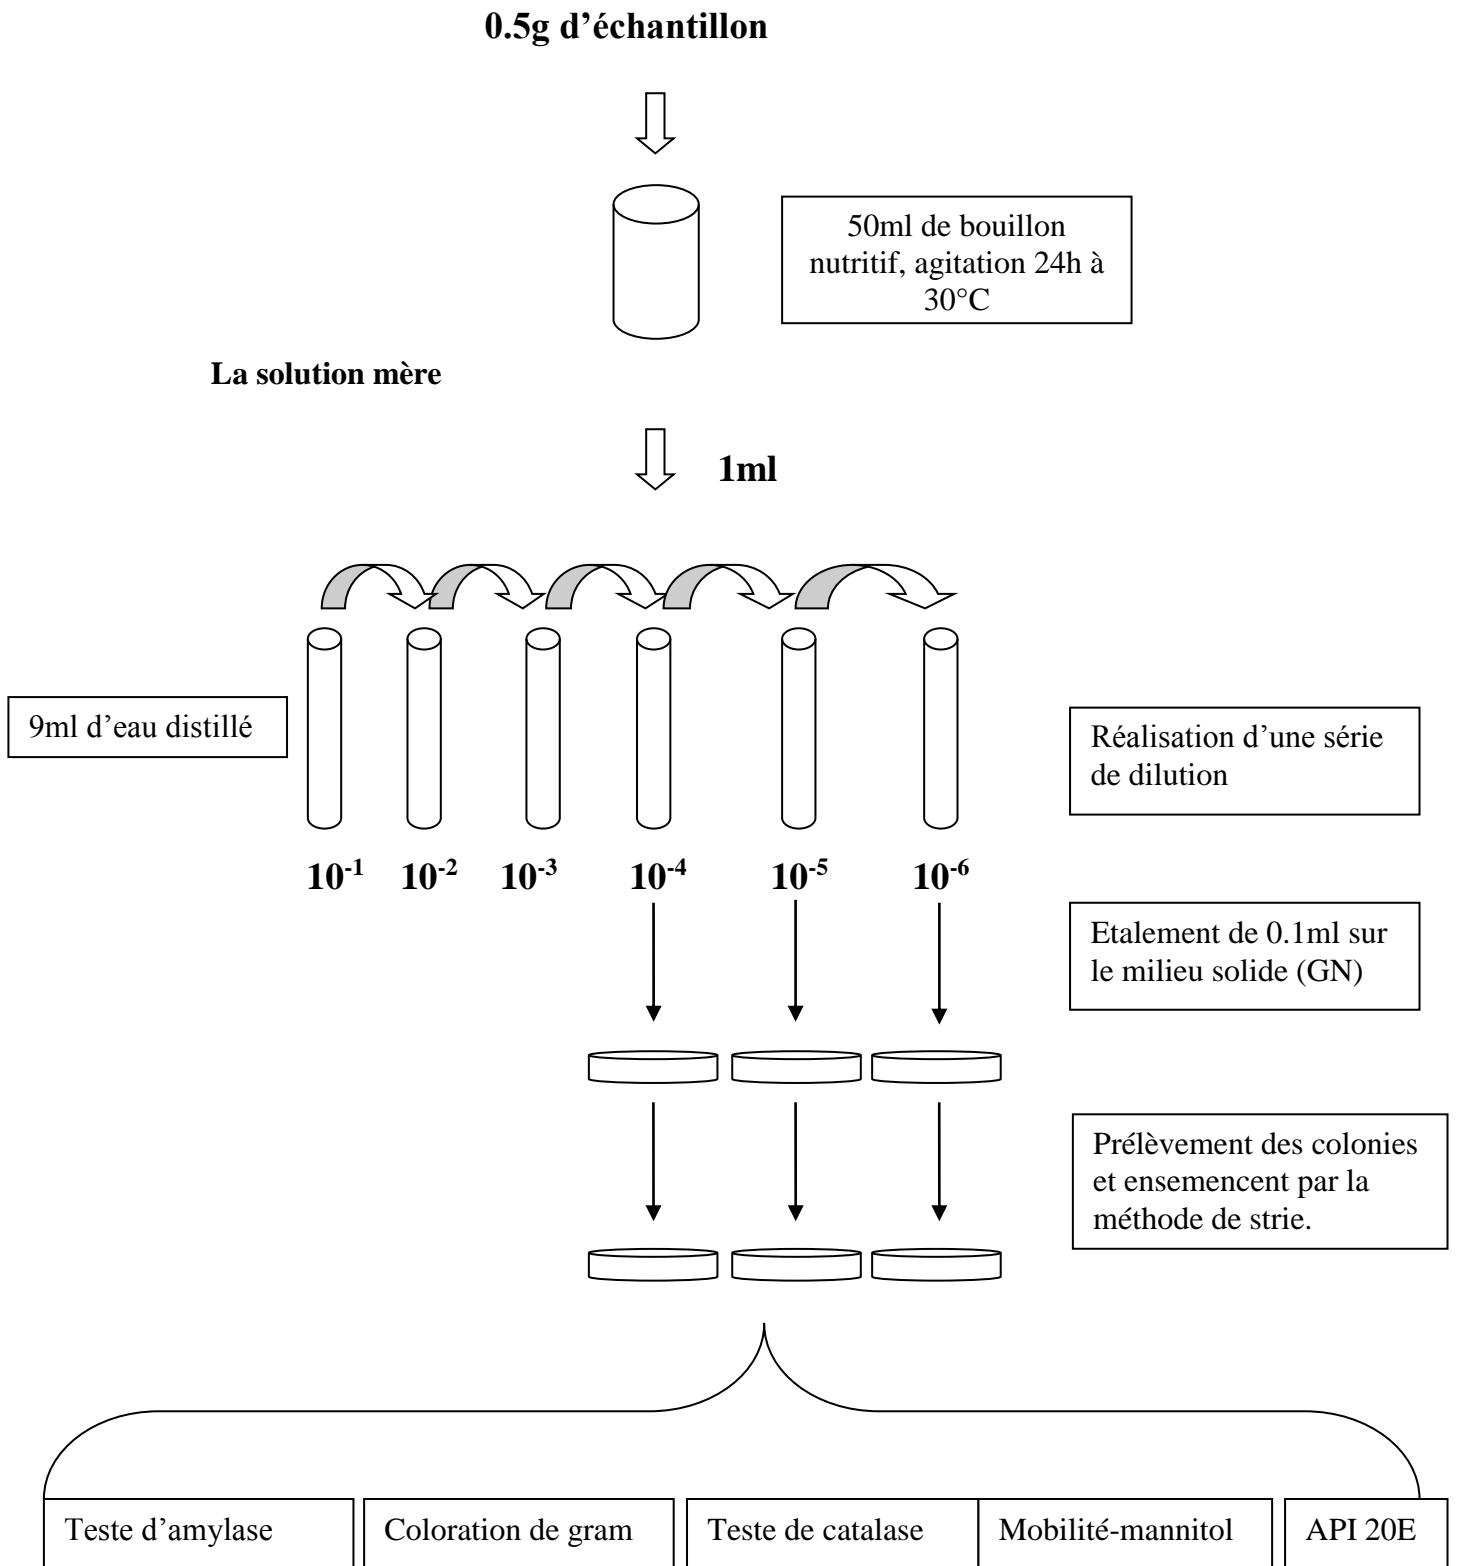 0.5g d’échantillon
50ml de bouillon
nutritif, agitation 24h à
30°C
La solution mère
1ml
9ml d’eau distillé
Réalisation d’une série
de dilution
10⁻¹ 10⁻² 10⁻³ 10⁻⁴ 10⁻⁵ 10⁻⁶
Etalement de 0.1ml sur
le milieu solide (GN)
Prélèvement des colonies
et ensemencent par la
méthode de strie.
Teste d’amylase Coloration de gram Teste de catalase Mobilité-mannitol API 20E